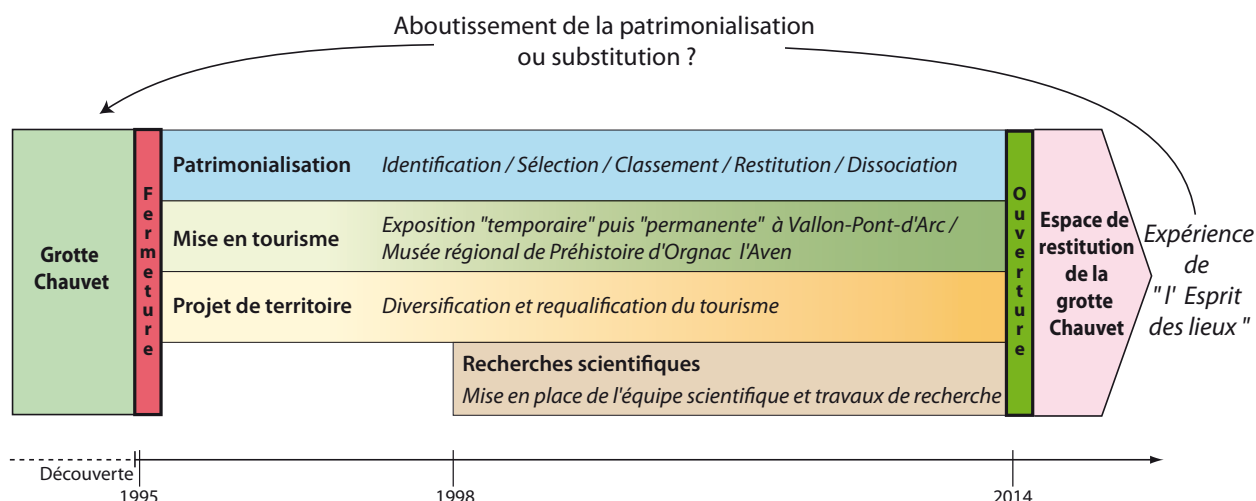 Aboutissement de la patrimonialisation
ou substitution ?
Grotte
Chauvet
Fermeture
Patrimonialisation
Identification / Sélection / Classement / Restitution / Dissociation
Mise en tourisme
Exposition "temporaire" puis "permanente" à Vallon-Pont-d'Arc /
Musée régional de Préhistoire d'Orgnac l'Aven
Projet de territoire
Diversification et requalification du tourisme
Recherches scientifiques
Mise en place de l'équipe scientifique et travaux de recherche
Ouverture
Espace de
restitution
de la
grotte
Chauvet
Expérience
de
" l' Esprit
des lieux "
Découverte
1995
1998
2014